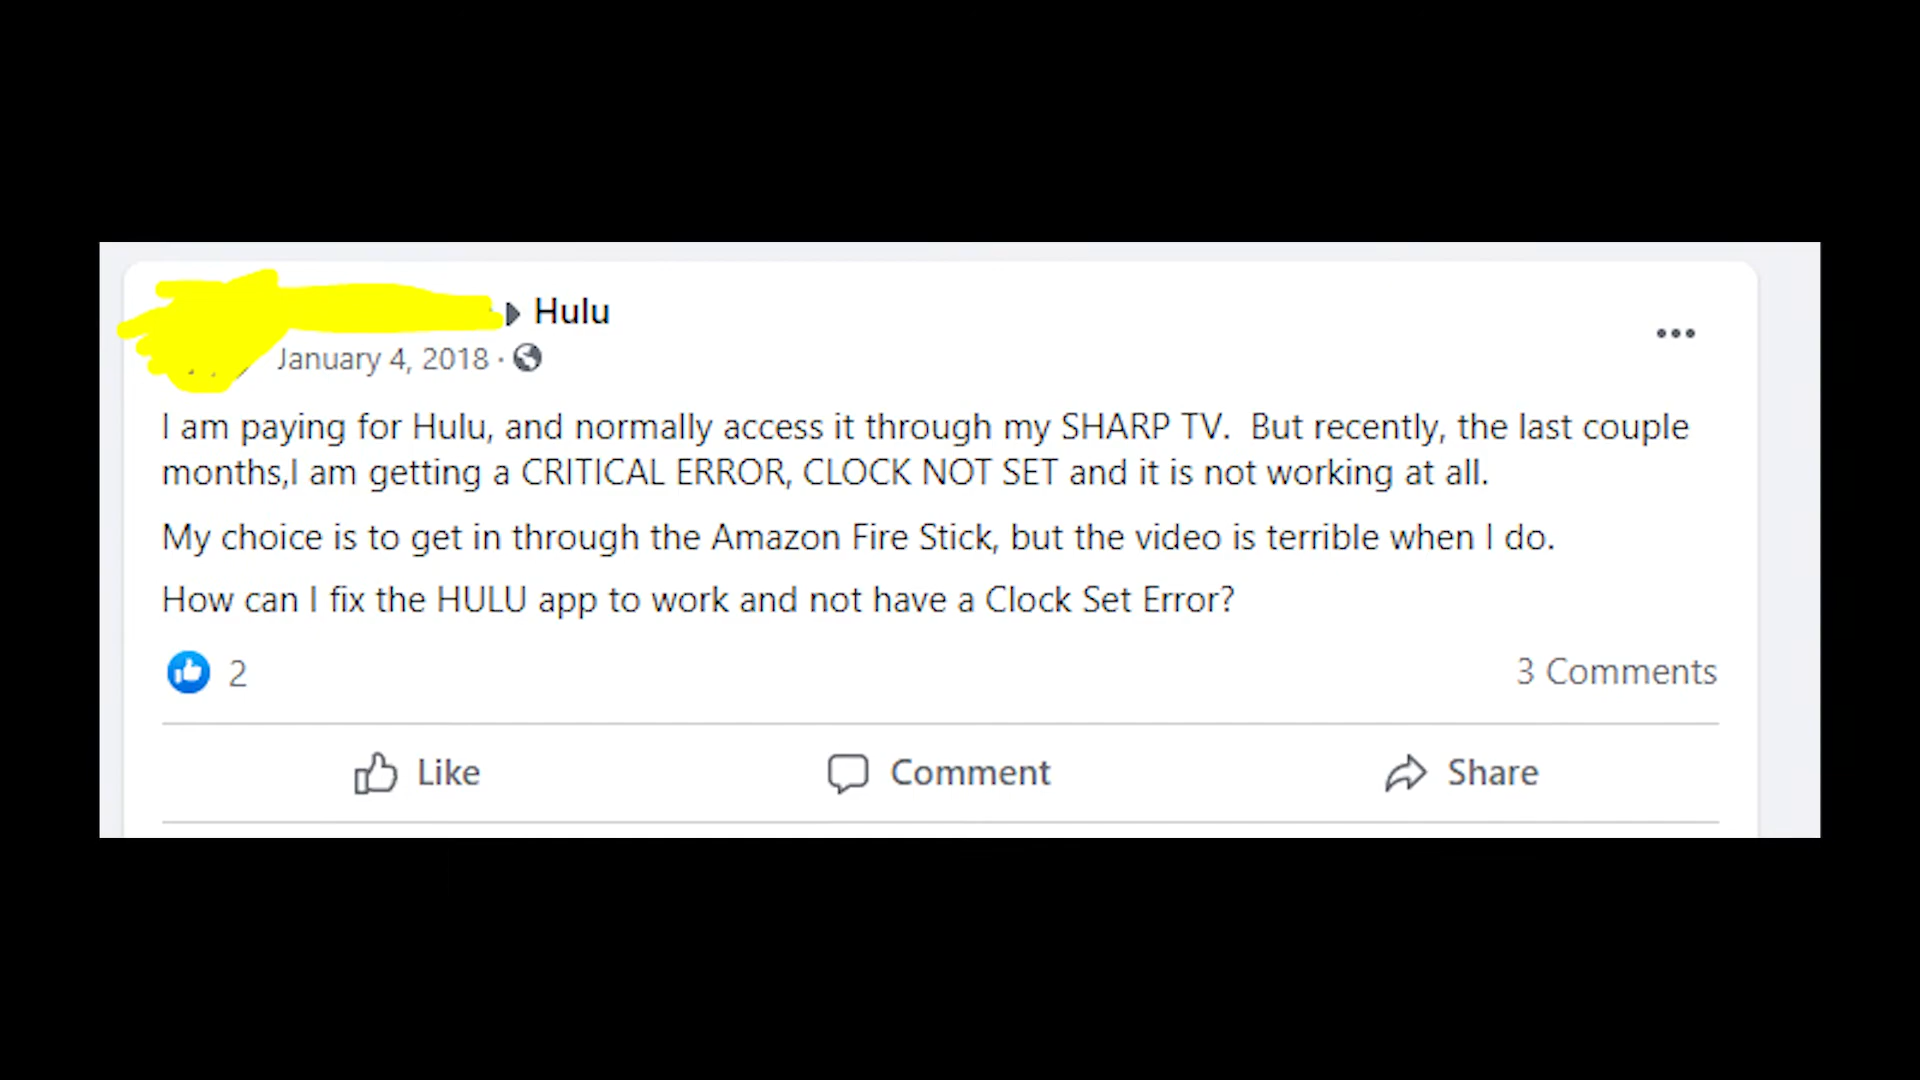 Hulu
January 4, 2018 ·
I am paying for Hulu, and normally access it through my SHARP TV.  But recently, the last couple
months,I am getting a CRITICAL ERROR, CLOCK NOT SET and it is not working at all.
My choice is to get in through the Amazon Fire Stick, but the video is terrible when I do.
How can I fix the HULU app to work and not have a Clock Set Error?
2 3 Comments
Like Comment Share